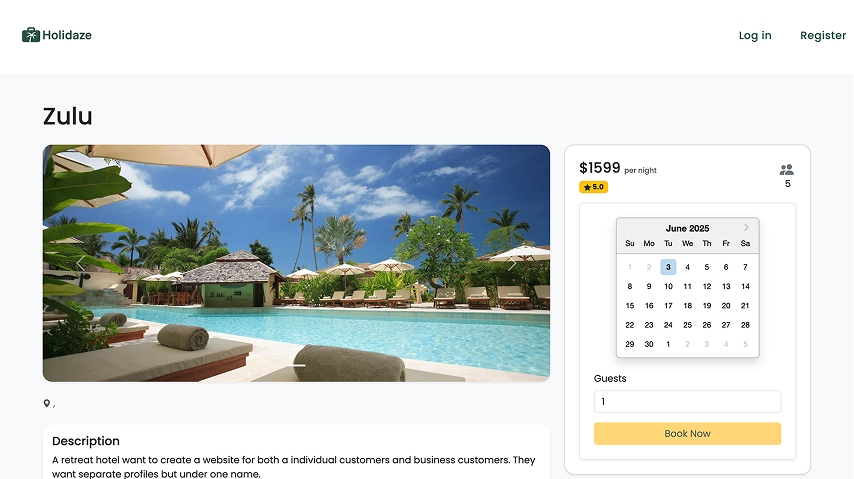 Holidaze
Log in Register
Zulu
$1599 per night
5.0
5
June 2025
Su Mo Tu We Th Fr Sa
1 2 3 4 5 6 7
8 9 10 11 12 13 14
15 16 17 18 19 20 21
22 23 24 25 26 27 28
29 30 1 2 3 4 5
Guests
1
Book Now
,
Description
A retreat hotel want to create a website for both a individual customers and business customers. They
want separate profiles but under one name.